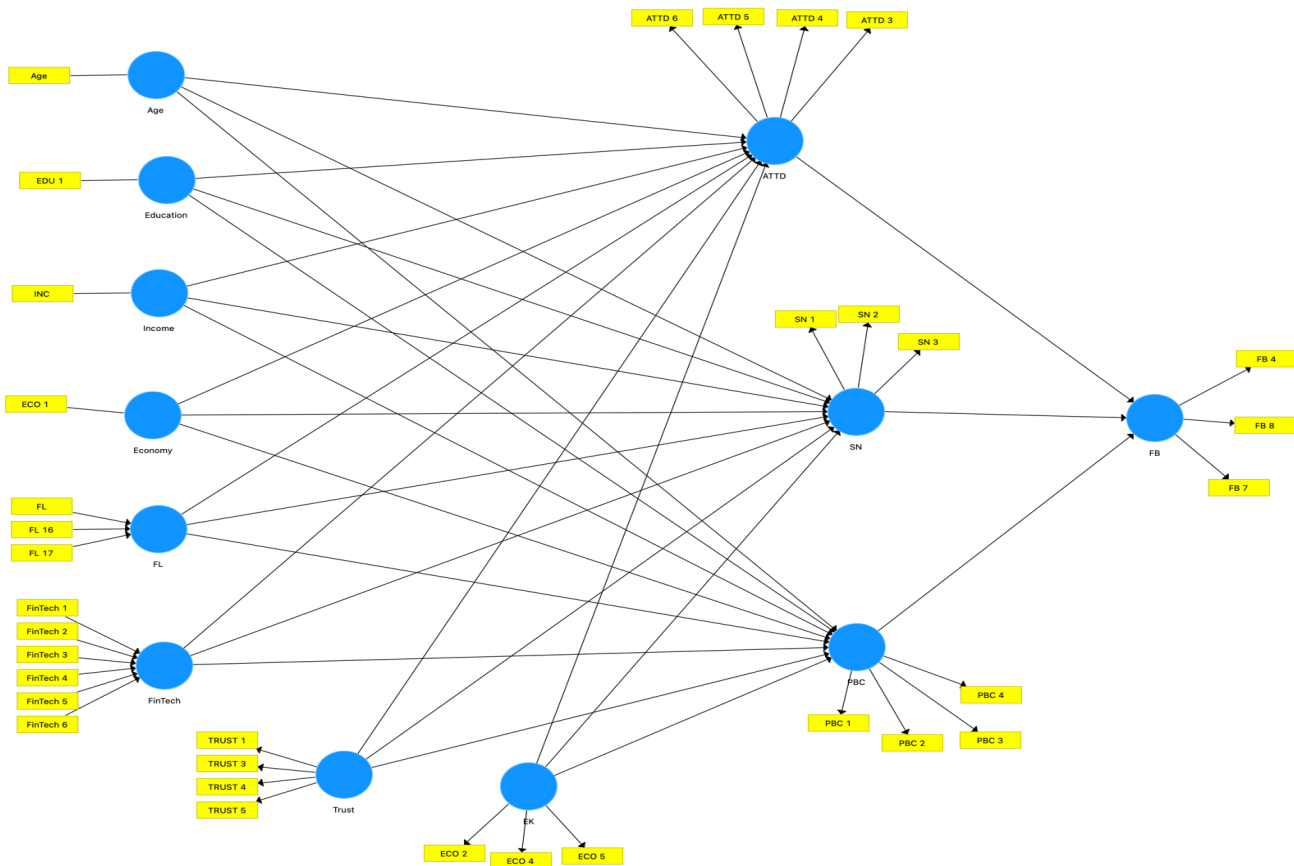 ATTD 6
ATTD 5
ATTD 4
ATTD 3
Age
Age
ATTD
EDU 1
Education
INC
Income
SN 1
SN 2
SN 3
SN
ECO 1
Economy
FB 4
FB 8
FB 7
FB
FL
FL 16
FL 17
FL
FinTech 1
FinTech 2
FinTech 3
FinTech 4
FinTech 5
FinTech 6
FinTech
PBC
PBC 4
PBC 1
PBC 2
PBC 3
TRUST 1
TRUST 3
TRUST 4
TRUST 5
Trust
EK
ECO 2
ECO 4
ECO 5